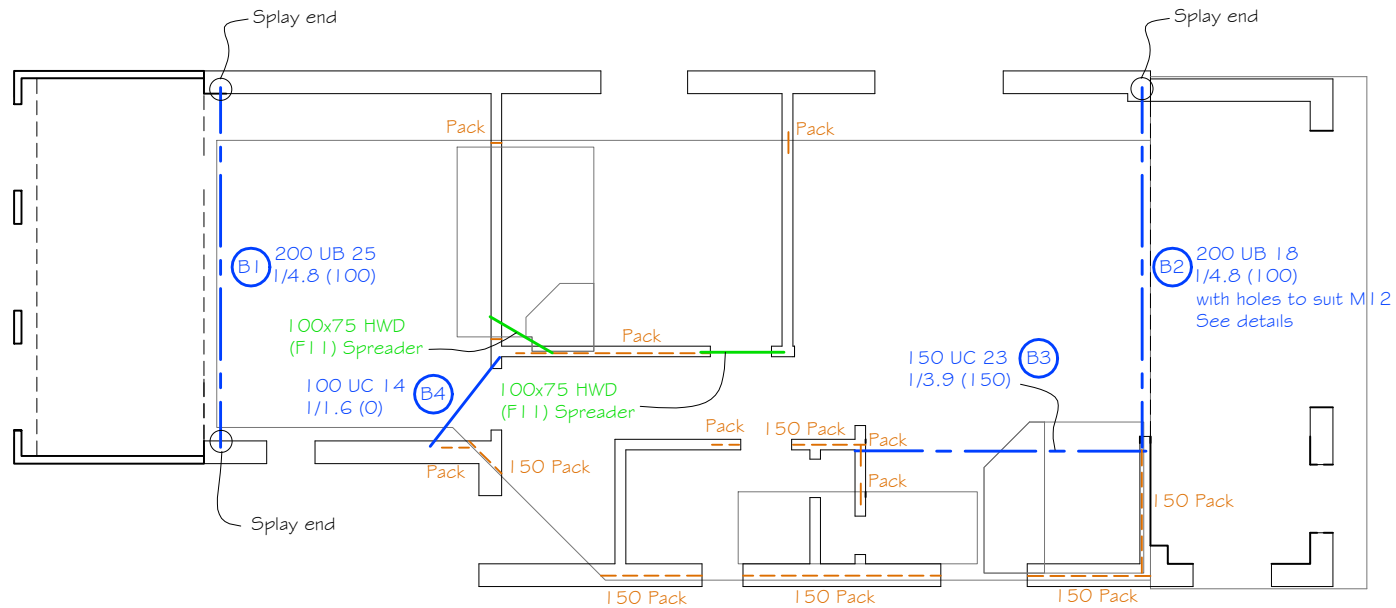 Splay end
Splay end
Pack
Pack
B1
200 UB 25
1/4.8 (100)
B2
200 UB 18
1/4.8 (100)
with holes to suit M12
See details
100x75 HWD
(F11) Spreader
Pack
100 UC 14
1/1.6 (0)
B4
100x75 HWD
(F11) Spreader
150 UC 23
1/3.9 (150)
B3
Pack
150 Pack
Pack
Pack
150 Pack
Pack
150 Pack
Splay end
150 Pack
150 Pack
150 Pack